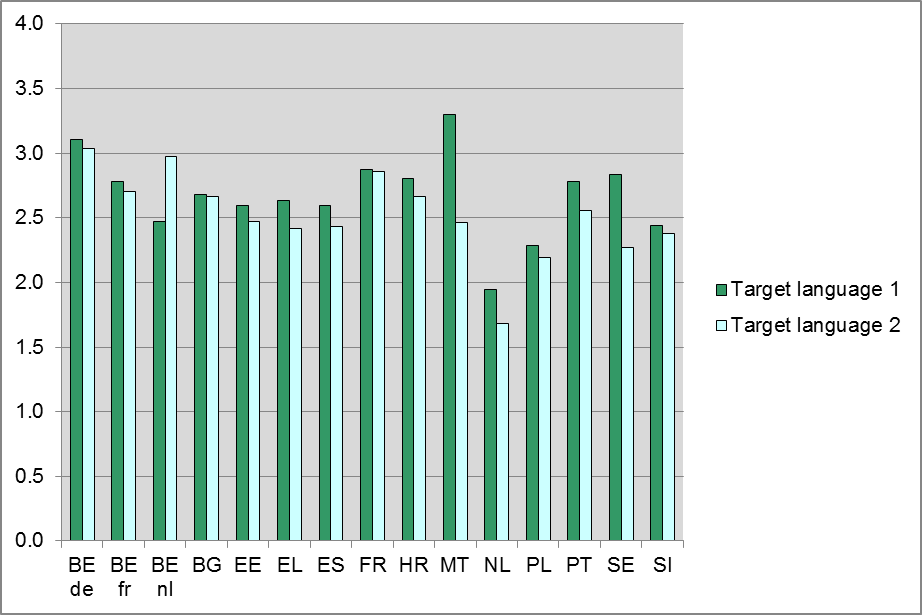 4.0
3.5
3.0
2.5
2.0
1.5
1.0
0.5
0.0
BE de
BE fr
BE nl
BG
EE
EL
ES
FR
HR
MT
NL
PL
PT
SE
SI
Target language 1
Target language 2